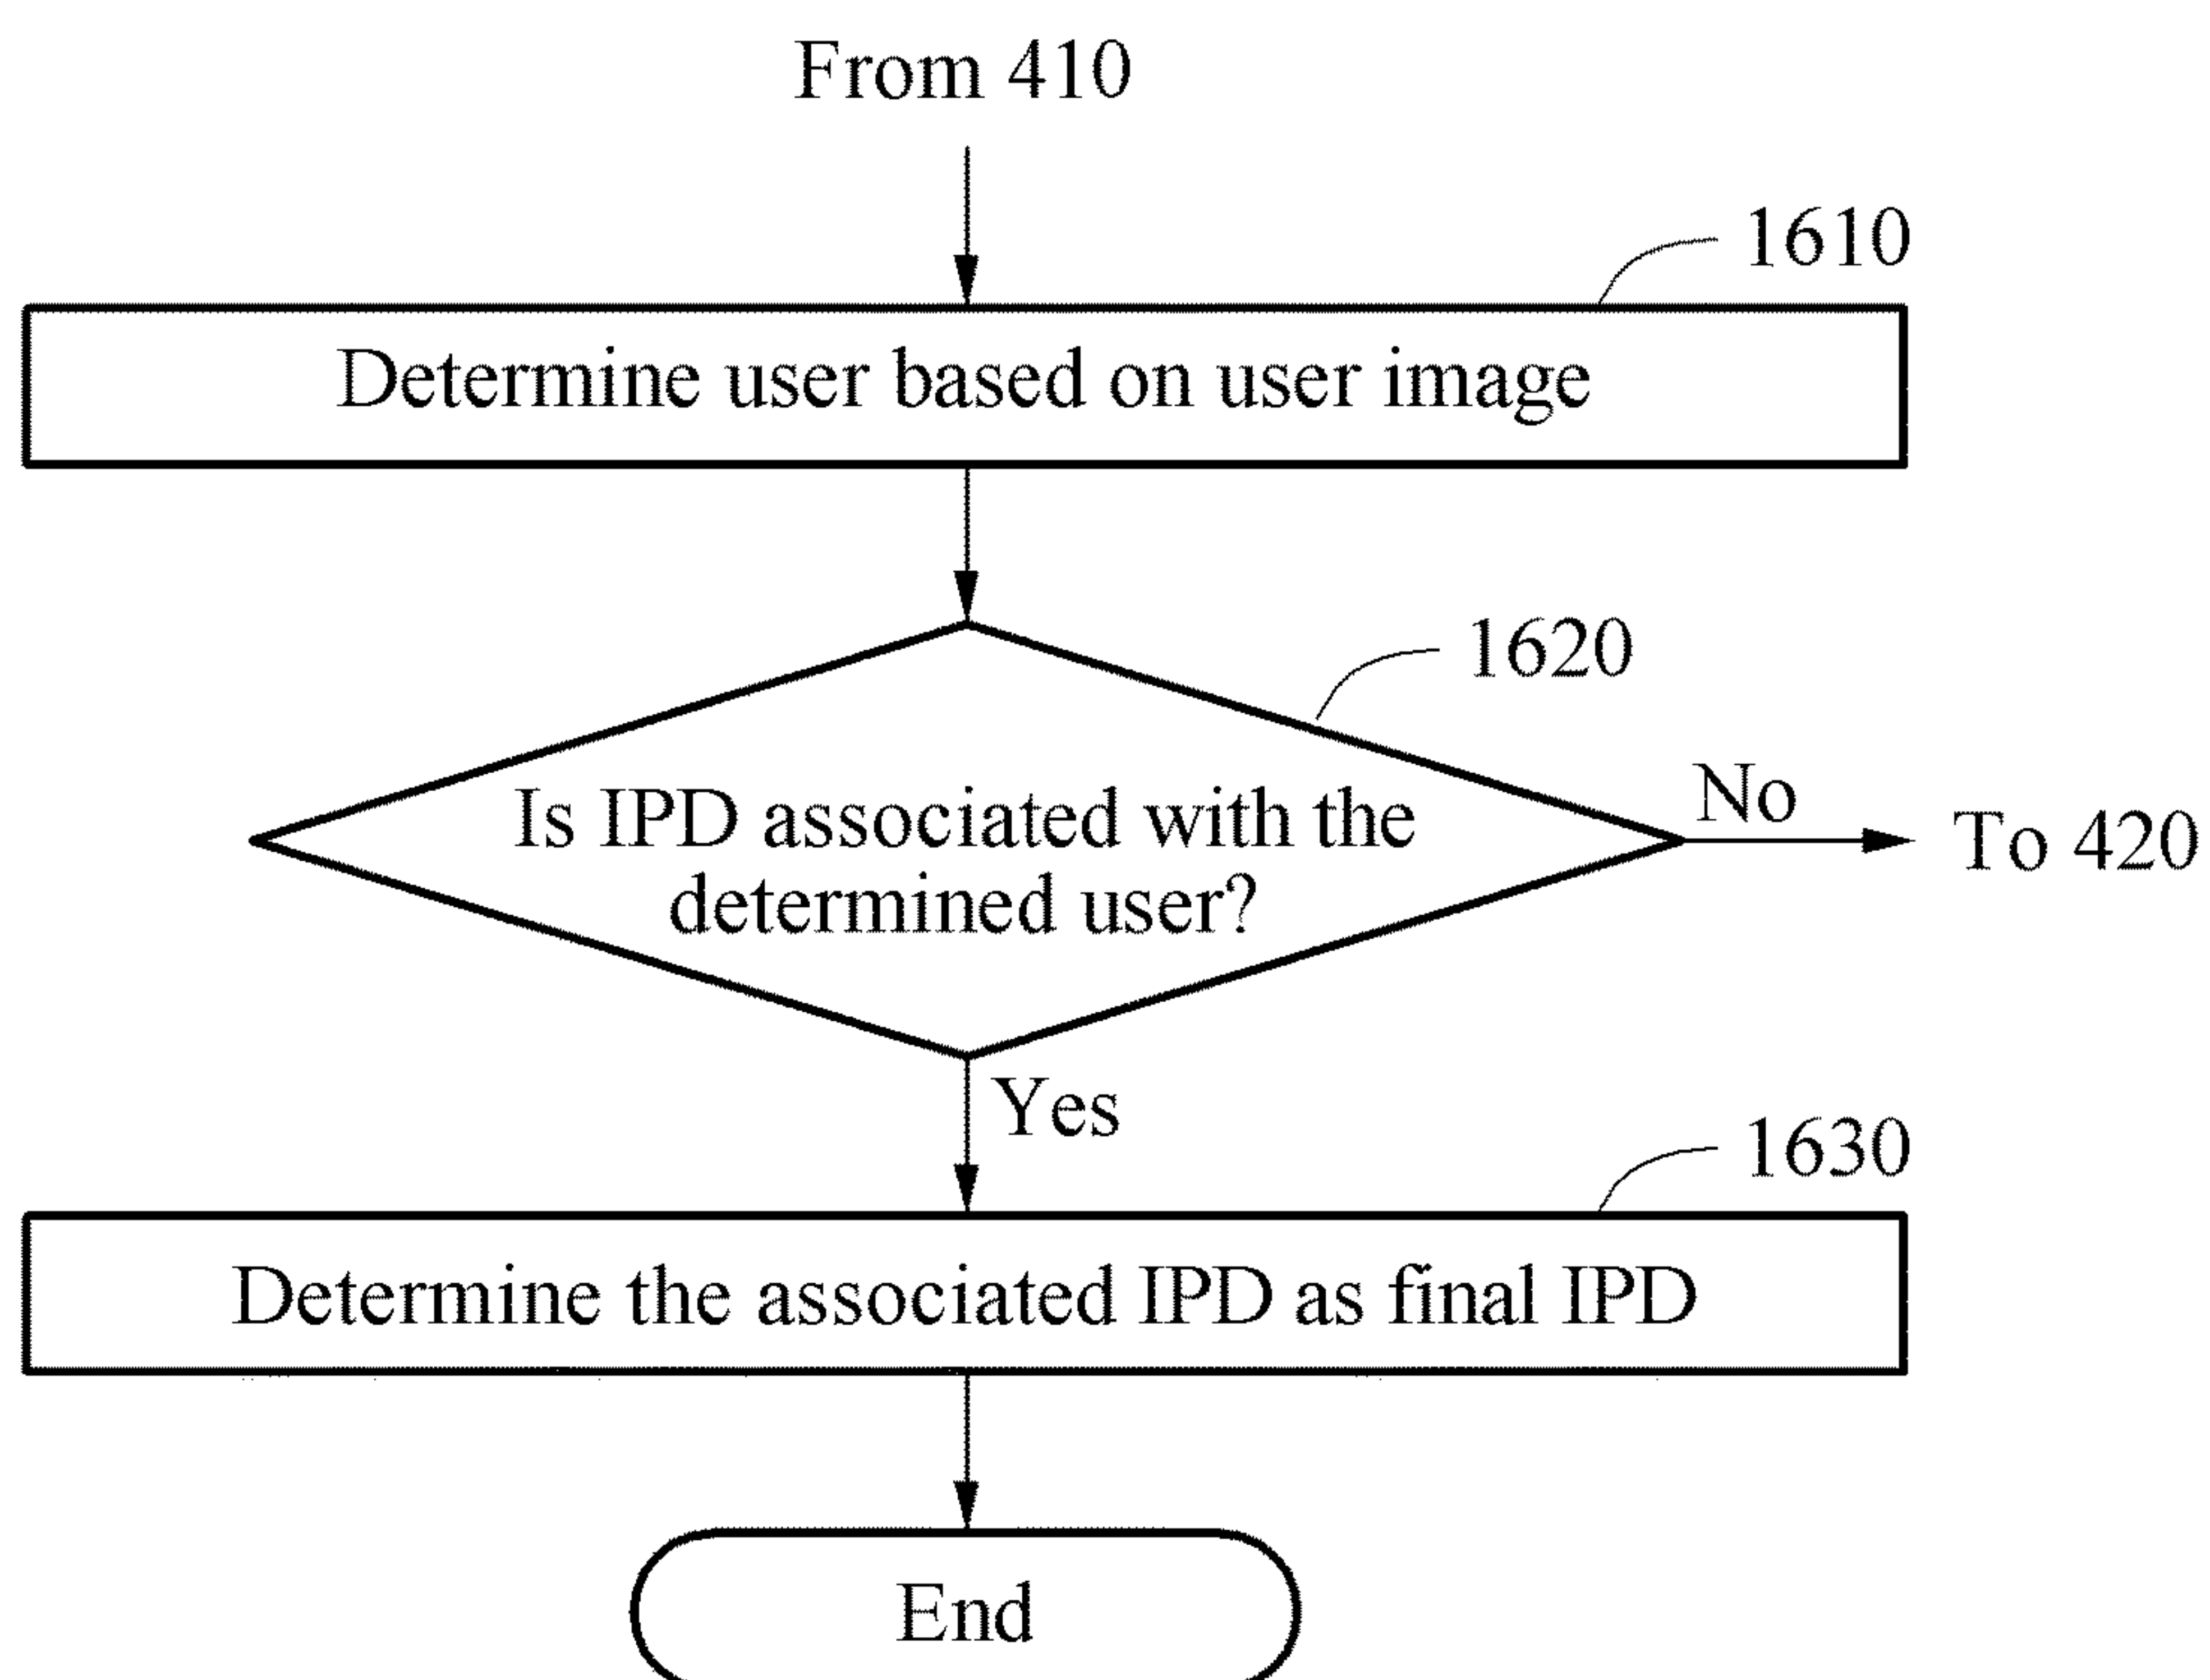 From 410
1610
Determine user based on user image
1620
Is IPD associated with the
determined user?
No
To 420
Yes
1630
Determine the associated IPD as final IPD
End